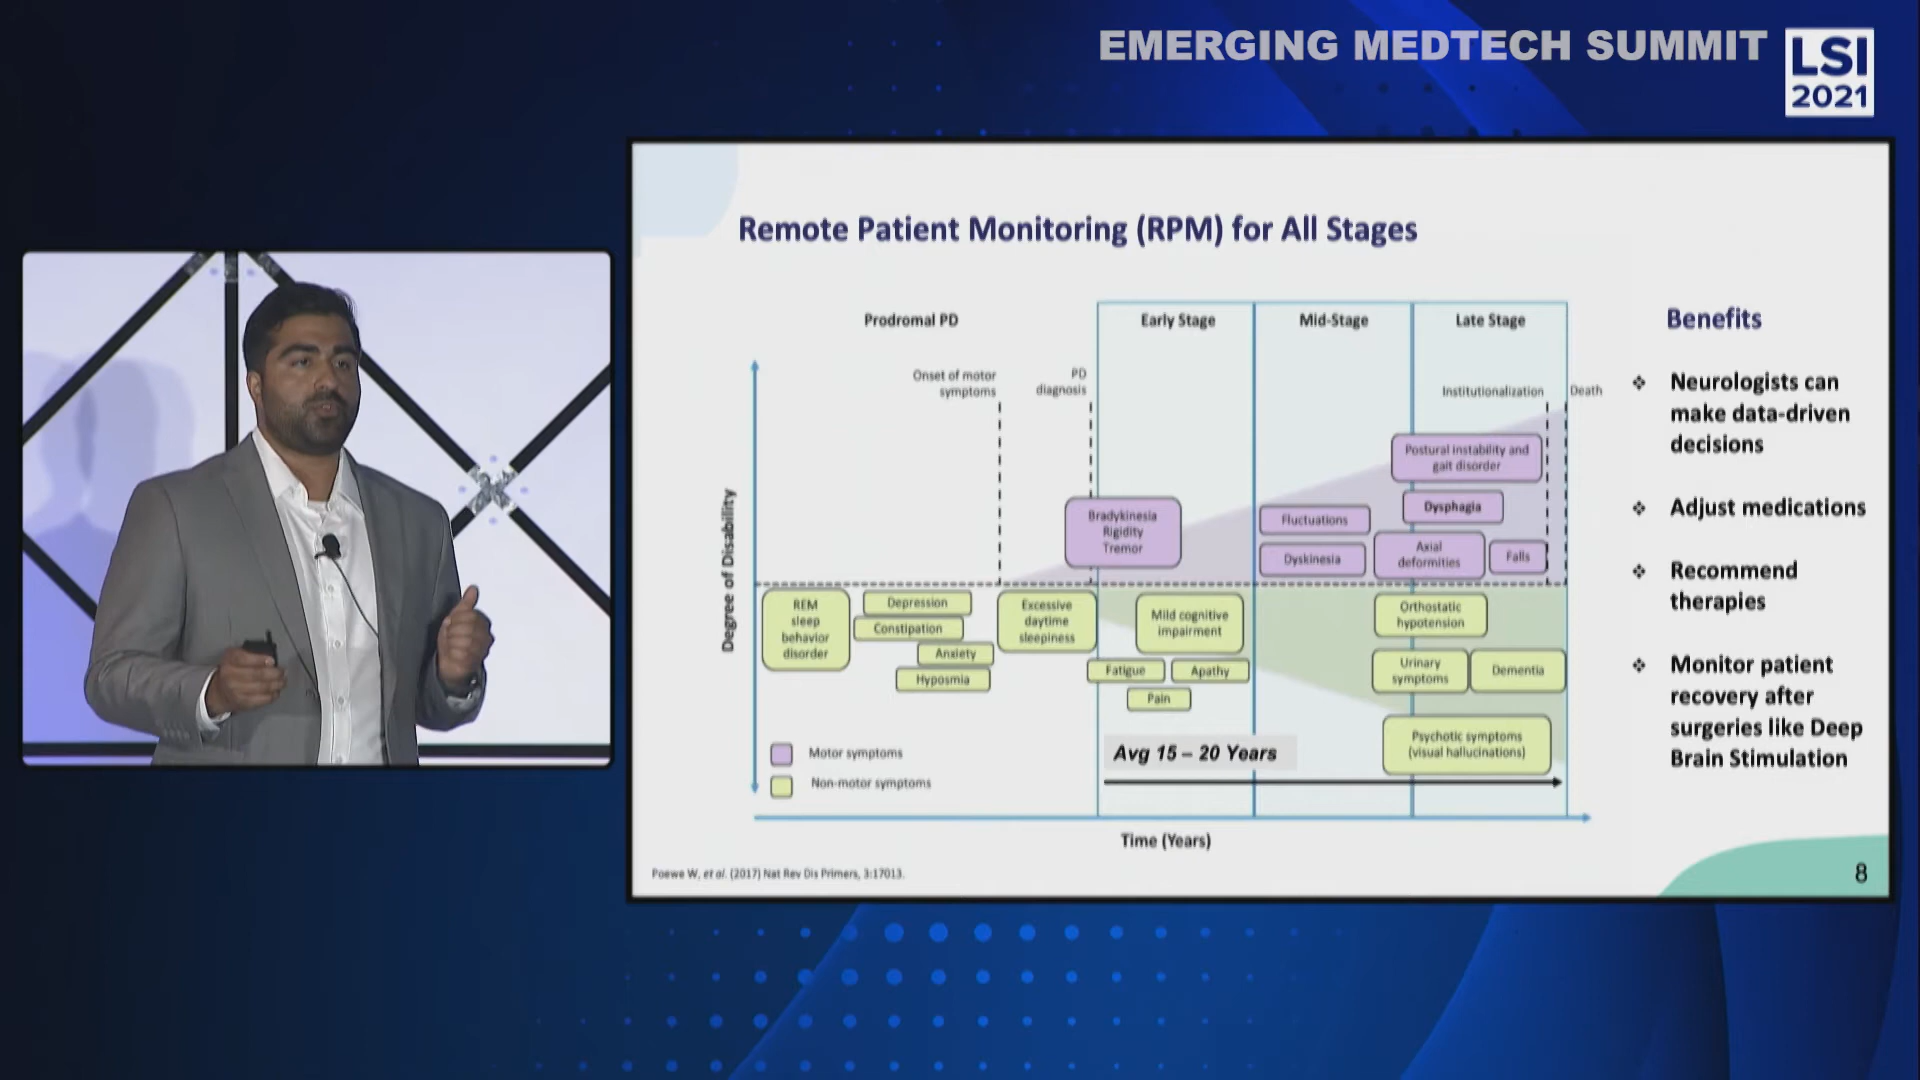 EMERGING MEDTECH SUMMIT
LSI
2021
Remote Patient Monitoring (RPM) for All Stages
Prodromal PD
Early Stage
Mid-Stage
Late Stage
Onset of motor
symptoms
PD
diagnosis
Institutionalization
Death
Degree of Disability
Postural instability and
gait disorder
Bradykinesia
Rigidity
Tremor
Fluctuations
Dysphagia
Dyskinesia
Axial
deformities
Falls
REM
sleep
behavior
disorder
Depression
Constipation
Anxiety
Hyposmia
Excessive
daytime
sleepiness
Mild cognitive
impairment
Fatigue
Apathy
Pain
Orthostatic
hypotension
Urinary
symptoms
Dementia
Psychotic symptoms
(visual hallucinations)
Motor symptoms
Non-motor symptoms
Avg 15 – 20 Years
Time (Years)
Benefits
❖ Neurologists can
make data-driven
decisions
❖ Adjust medications
❖ Recommend
therapies
❖ Monitor patient
recovery after
surgeries like Deep
Brain Stimulation
Poewe W, et al. (2017) Nat Rev Dis Primers, 3:17013.
8